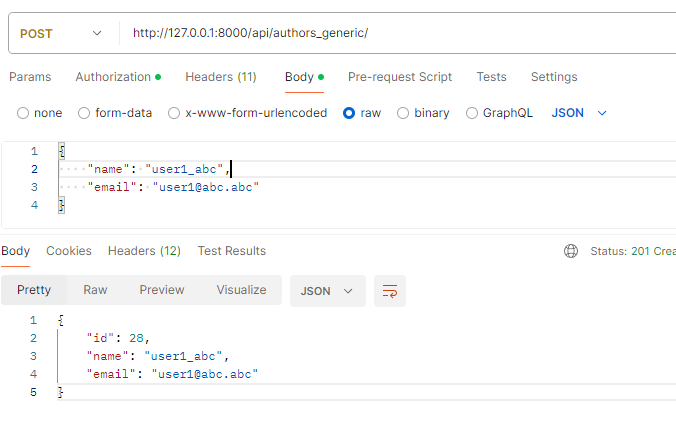 POST http://127.0.0.1:8000/api/authors_generic/
Params Authorization Headers (11) Body Pre-request Script Tests Settings
none form-data x-www-form-urlencoded raw binary GraphQL JSON
1 {
2 "name": "user1_abc",
3 "email": "user1@abc.abc"
4 }
Body Cookies Headers (12) Test Results Status: 201 Crea
Pretty Raw Preview Visualize JSON
1 {
2 "id": 28,
3 "name": "user1_abc",
4 "email": "user1@abc.abc"
5 }